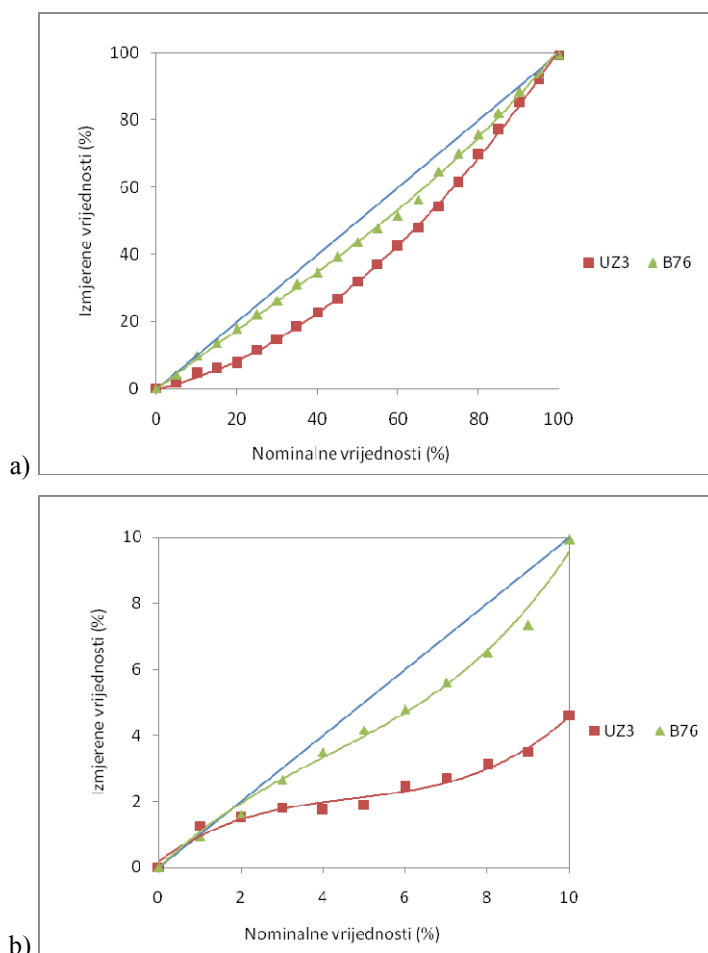 100
80
60
40
20
0
Izmjerene vrijednosti (%)
0 20 40 60 80 100
Nominalne vrijednosti (%)
UZ3 B76
a)
10
8
6
4
2
0
Izmjerene vrijednosti (%)
0 2 4 6 8 10
Nominalne vrijednosti (%)
UZ3 B76
b)